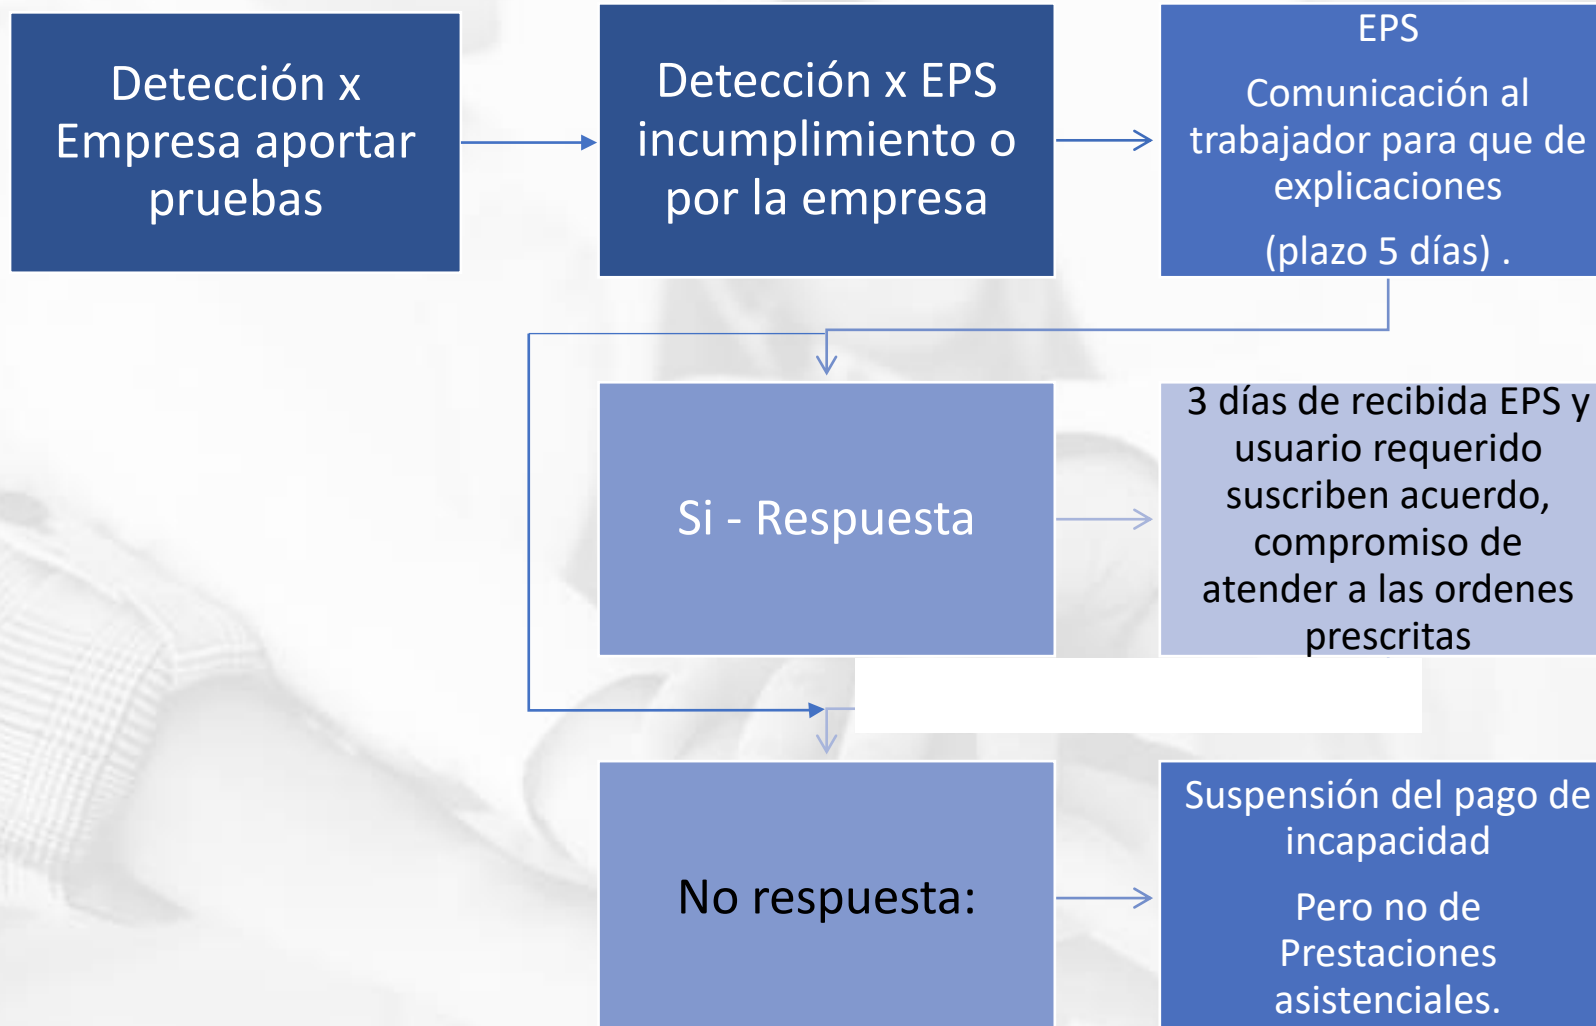 Detección x
Empresa aportar
pruebas
Detección x EPS
incumplimiento o
por la empresa
EPS
Comunicación al
trabajador para que de
explicaciones
(plazo 5 días) .
Si - Respuesta
3 días de recibida EPS y
usuario requerido
suscriben acuerdo,
compromiso de
atender a las ordenes
prescritas
No respuesta:
Suspensión del pago de
incapacidad
Pero no de
Prestaciones
asistenciales.